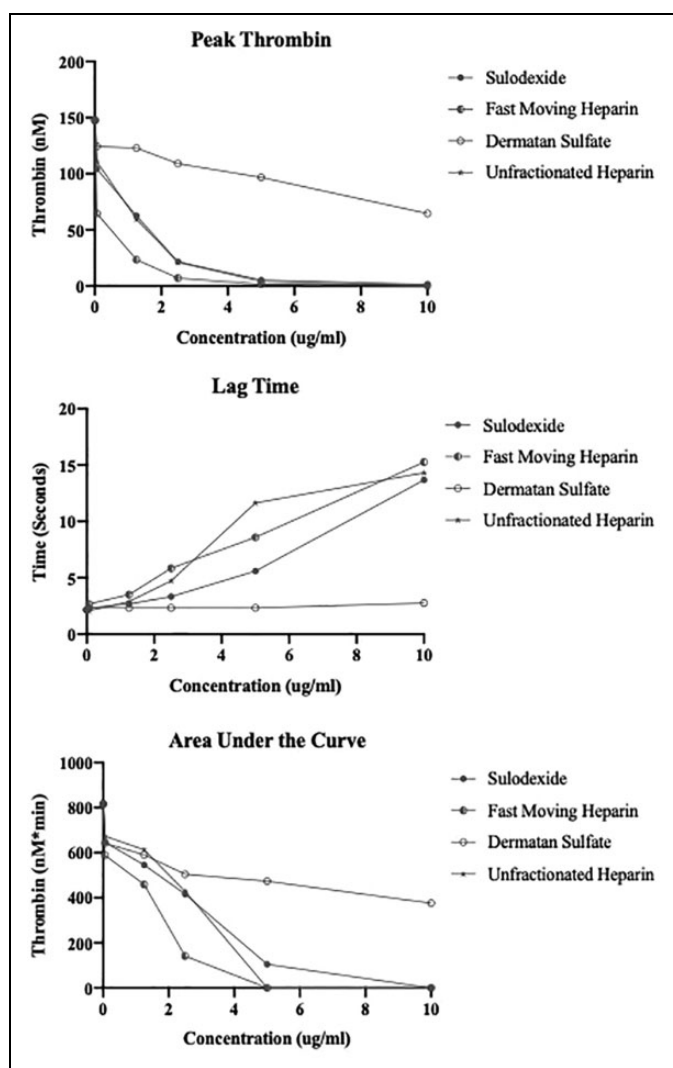 Peak Thrombin
200
150
100
50
0
Thrombin (nM)
0 2 4 6 8 10
Concentration (ug/ml)
Sulodexide
Fast Moving Heparin
Dermatan Sulfate
Unfractionated Heparin
Lag Time
20
15
10
5
0
Time (Seconds)
0 2 4 6 8 10
Concentration (ug/ml)
Sulodexide
Fast Moving Heparin
Dermatan Sulfate
Unfractionated Heparin
Area Under the Curve
1000
800
600
400
200
0
Thrombin (nM*min)
0 2 4 6 8 10
Concentration (ug/ml)
Sulodexide
Fast Moving Heparin
Dermatan Sulfate
Unfractionated Heparin